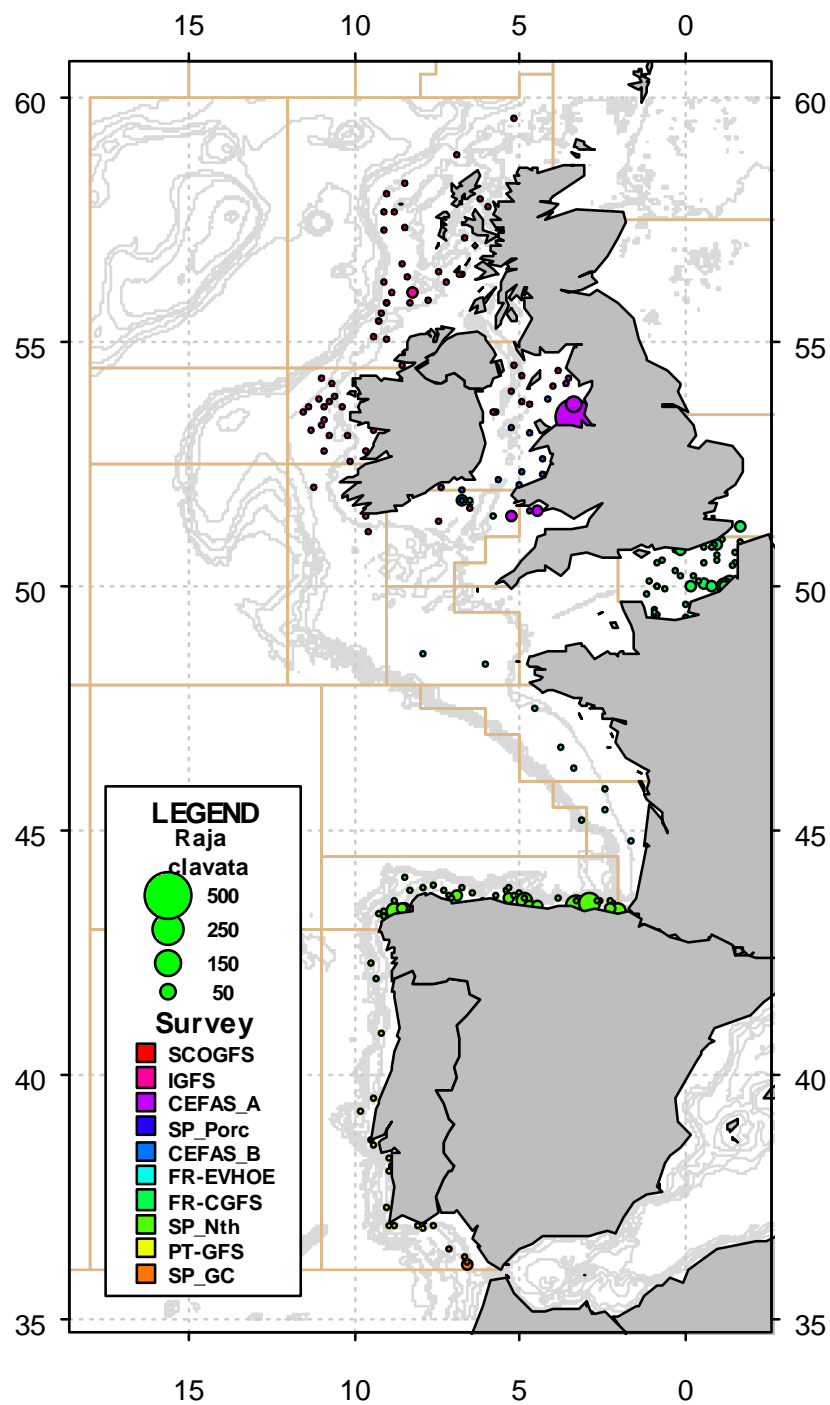 15 10 5 0
60 60
55 55
50 50
45 45
40 40
35 35
LEGEND
Raja
clavata
500
250
150
50
Survey
SCOGFS
IGFS
CEFAS_A
SP_Porc
CEFAS_B
FR-EVHOE
FR-CGFS
SP_Nth
PT-GFS
SP_GC
15 10 5 0